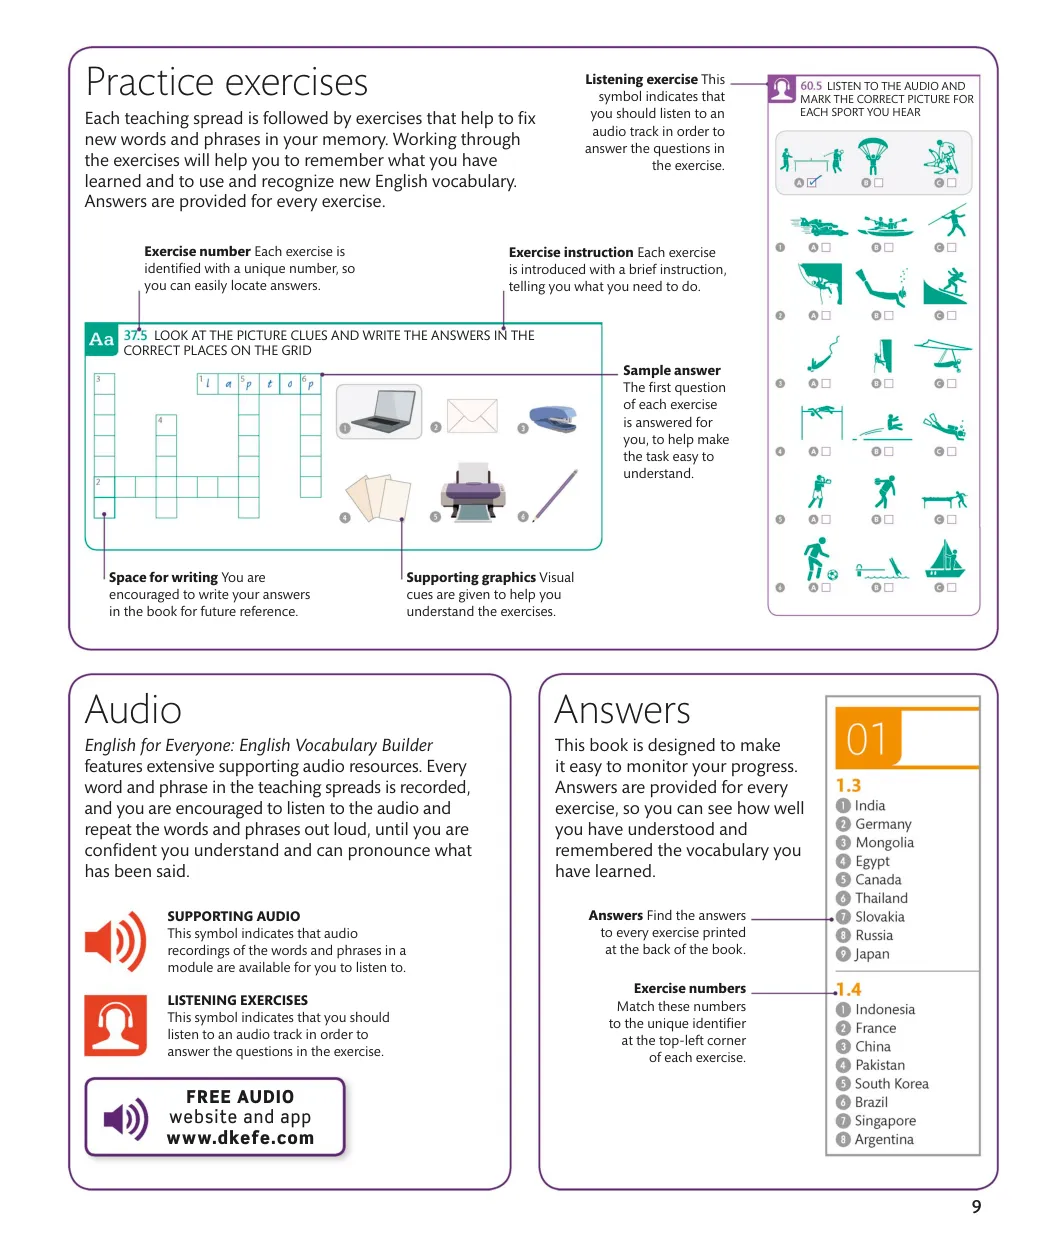 Practice exercises
Each teaching spread is followed by exercises that help to fix
new words and phrases in your memory. Working through
the exercises will help you to remember what you have
learned and to use and recognize new English vocabulary.
Answers are provided for every exercise.
Listening exercise This
symbol indicates that
you should listen to an
audio track in order to
answer the questions in
the exercise.
60.5 LISTEN TO THE AUDIO AND
MARK THE CORRECT PICTURE FOR
EACH SPORT YOU HEAR
A B C
1 A B C
2 A B C
3 A B C
4 A B C
5 A B C
6 A B C
Exercise number Each exercise is
identified with a unique number, so
you can easily locate answers.
Exercise instruction Each exercise
is introduced with a brief instruction,
telling you what you need to do.
Aa 37.5 LOOK AT THE PICTURE CLUES AND WRITE THE ANSWERS IN THE
CORRECT PLACES ON THE GRID
3 1 l a 5 p t o 6 p
4
2
1 2 3
4 5 6
Sample answer
The first question
of each exercise
is answered for
you, to help make
the task easy to
understand.
Space for writing You are
encouraged to write your answers
in the book for future reference.
Supporting graphics Visual
cues are given to help you
understand the exercises.
Audio
English for Everyone: English Vocabulary Builder
features extensive supporting audio resources. Every
word and phrase in the teaching spreads is recorded,
and you are encouraged to listen to the audio and
repeat the words and phrases out loud, until you are
confident you understand and can pronounce what
has been said.
SUPPORTING AUDIO
This symbol indicates that audio
recordings of the words and phrases in a
module are available for you to listen to.
LISTENING EXERCISES
This symbol indicates that you should
listen to an audio track in order to
answer the questions in the exercise.
FREE AUDIO
website and app
www.dkefe.com
Answers
This book is designed to make
it easy to monitor your progress.
Answers are provided for every
exercise, so you can see how well
you have understood and
remembered the vocabulary you
have learned.
Answers Find the answers
to every exercise printed
at the back of the book.
Exercise numbers
Match these numbers
to the unique identifier
at the top-left corner
of each exercise.
01
1.3
1 India
2 Germany
3 Mongolia
4 Egypt
5 Canada
6 Thailand
7 Slovakia
8 Russia
9 Japan
1.4
1 Indonesia
2 France
3 China
4 Pakistan
5 South Korea
6 Brazil
7 Singapore
8 Argentina
9